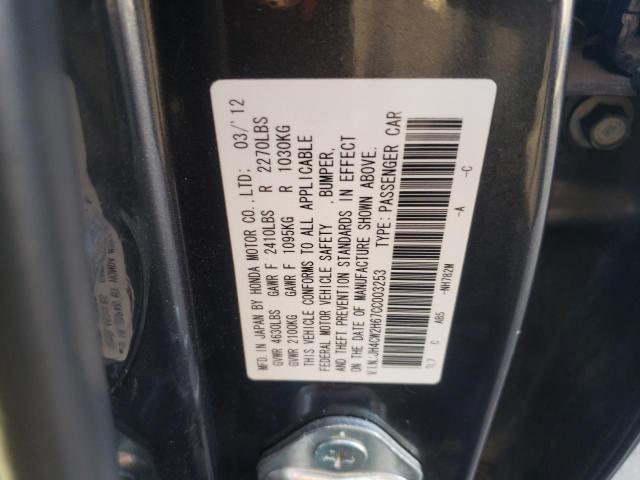 MFD. IN JAPAN BY HONDA MOTOR CO., LTD: 03/'12
GVWR 4630LBS GAWR F 2410LBS R 2270LBS
GVWR 2100KG GAWR F 1095KG R 1030KG
THIS VEHICLE CONFORMS TO ALL APPLICABLE
FEDERAL MOTOR VEHICLE SAFETY , BUMPER,
AND THEFT PREVENTION STANDARDS IN EFFECT
ON THE DATE OF MANUFACTURE SHOWN ABOVE.
V.I.N:JH4CW2H67CC003253 TYPE: PASSENGER CAR
TL7 C AB5 -NH782M -A -C